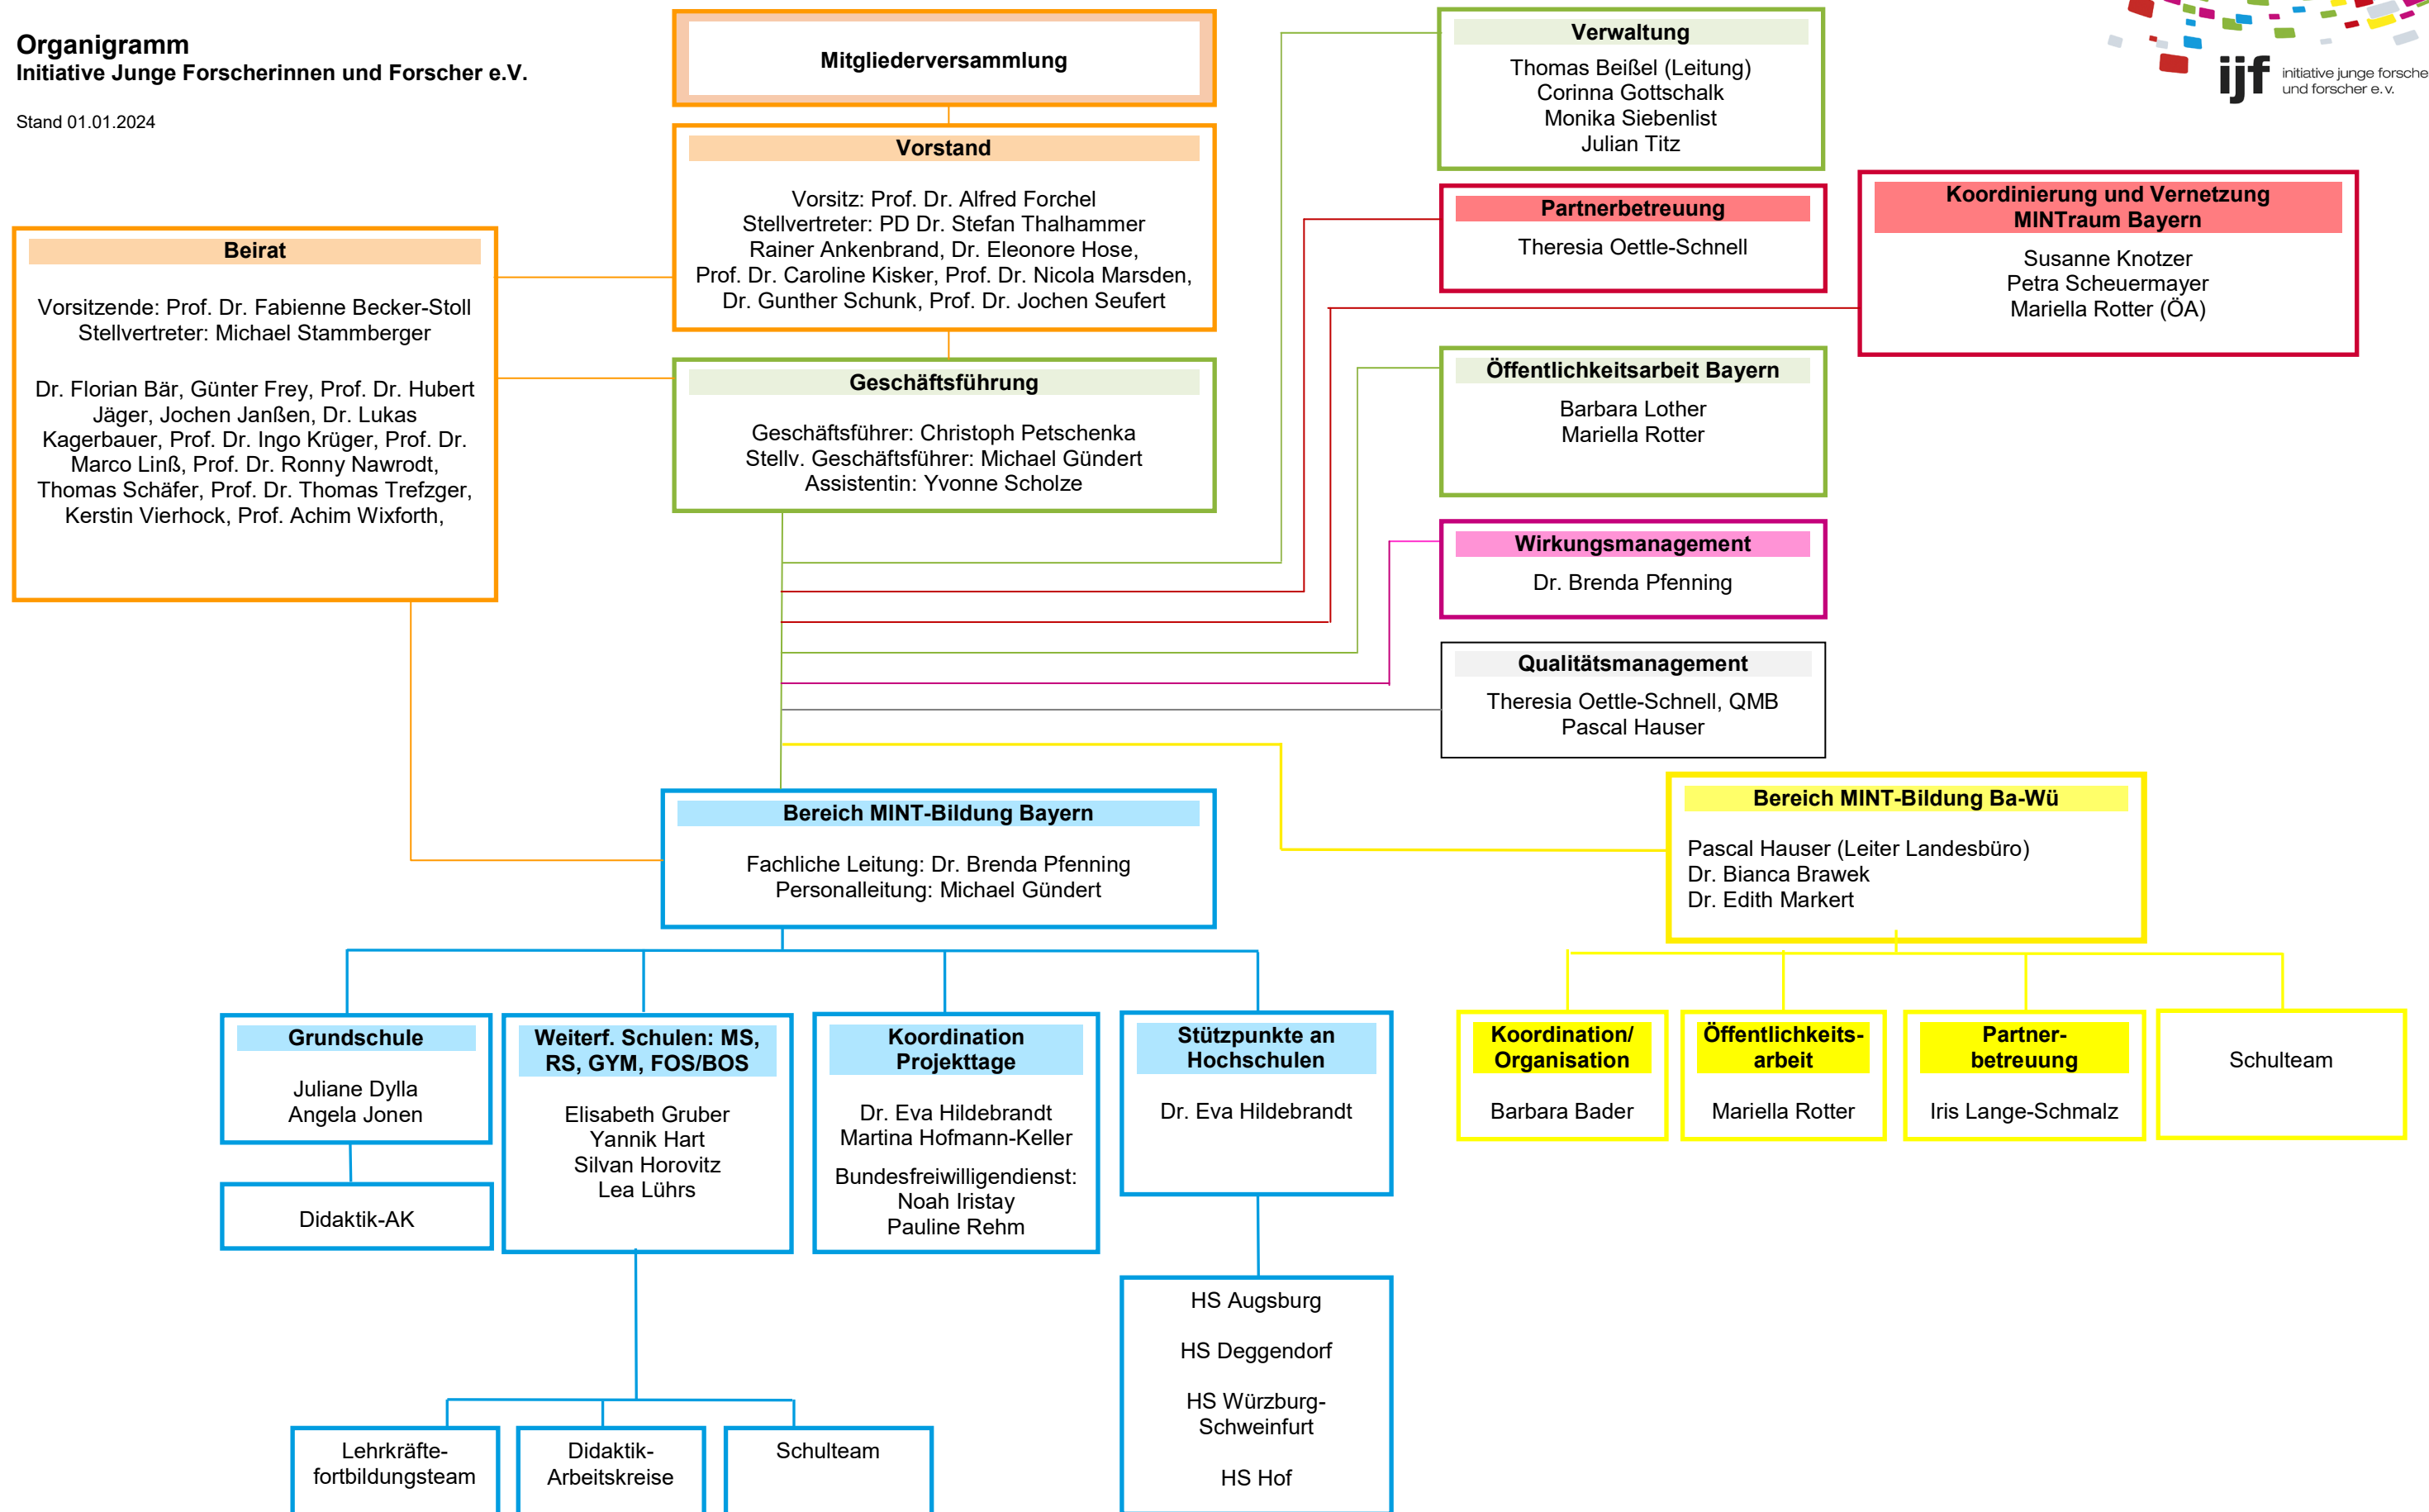 Organigramm
Initiative Junge Forscherinnen und Forscher e.V.
Stand 01.01.2024
ijf
initiative junge forsche
und forscher e.v.
Mitgliederversammlung
Vorstand
Vorsitz: Prof. Dr. Alfred Forchel
Stellvertreter: PD Dr. Stefan Thalhammer
Rainer Ankenbrand, Dr. Eleonore Hose,
Prof. Dr. Caroline Kisker, Prof. Dr. Nicola Marsden,
Dr. Gunther Schunk, Prof. Dr. Jochen Seufert
Beirat
Vorsitzende: Prof. Dr. Fabienne Becker-Stoll
Stellvertreter: Michael Stammberger
Dr. Florian Bär, Günter Frey, Prof. Dr. Hubert
Jäger, Jochen Janßen, Dr. Lukas
Kagerbauer, Prof. Dr. Ingo Krüger, Prof. Dr.
Marco Linß, Prof. Dr. Ronny Nawrodt,
Thomas Schäfer, Prof. Dr. Thomas Trefzger,
Kerstin Vierhock, Prof. Achim Wixforth,
Geschäftsführung
Geschäftsführer: Christoph Petschenka
Stellv. Geschäftsführer: Michael Gündert
Assistentin: Yvonne Scholze
Verwaltung
Thomas Beißel (Leitung)
Corinna Gottschalk
Monika Siebenlist
Julian Titz
Partnerbetreuung
Theresia Oettle-Schnell
Koordinierung und Vernetzung
MINTraum Bayern
Susanne Knotzer
Petra Scheuermayer
Mariella Rotter (ÖA)
Öffentlichkeitsarbeit Bayern
Barbara Lother
Mariella Rotter
Wirkungsmanagement
Dr. Brenda Pfenning
Qualitätsmanagement
Theresia Oettle-Schnell, QMB
Pascal Hauser
Bereich MINT-Bildung Bayern
Fachliche Leitung: Dr. Brenda Pfenning
Personalleitung: Michael Gündert
Bereich MINT-Bildung Ba-Wü
Pascal Hauser (Leiter Landesbüro)
Dr. Bianca Brawek
Dr. Edith Markert
Grundschule
Juliane Dylla
Angela Jonen
Didaktik-AK
Weiterf. Schulen: MS,
RS, GYM, FOS/BOS
Elisabeth Gruber
Yannik Hart
Silvan Horovitz
Lea Lührs
Koordination
Projekttage
Dr. Eva Hildebrandt
Martina Hofmann-Keller
Bundesfreiwilligendienst:
Noah Iristay
Pauline Rehm
Stützpunkte an
Hochschulen
Dr. Eva Hildebrandt
Koordination/
Organisation
Barbara Bader
Öffentlichkeits-
arbeit
Mariella Rotter
Partner-
betreuung
Iris Lange-Schmalz
Schulteam
HS Augsburg
HS Deggendorf
HS Würzburg-
Schweinfurt
HS Hof
Lehrkräfte-
fortbildungsteam
Didaktik-
Arbeitskreise
Schulteam